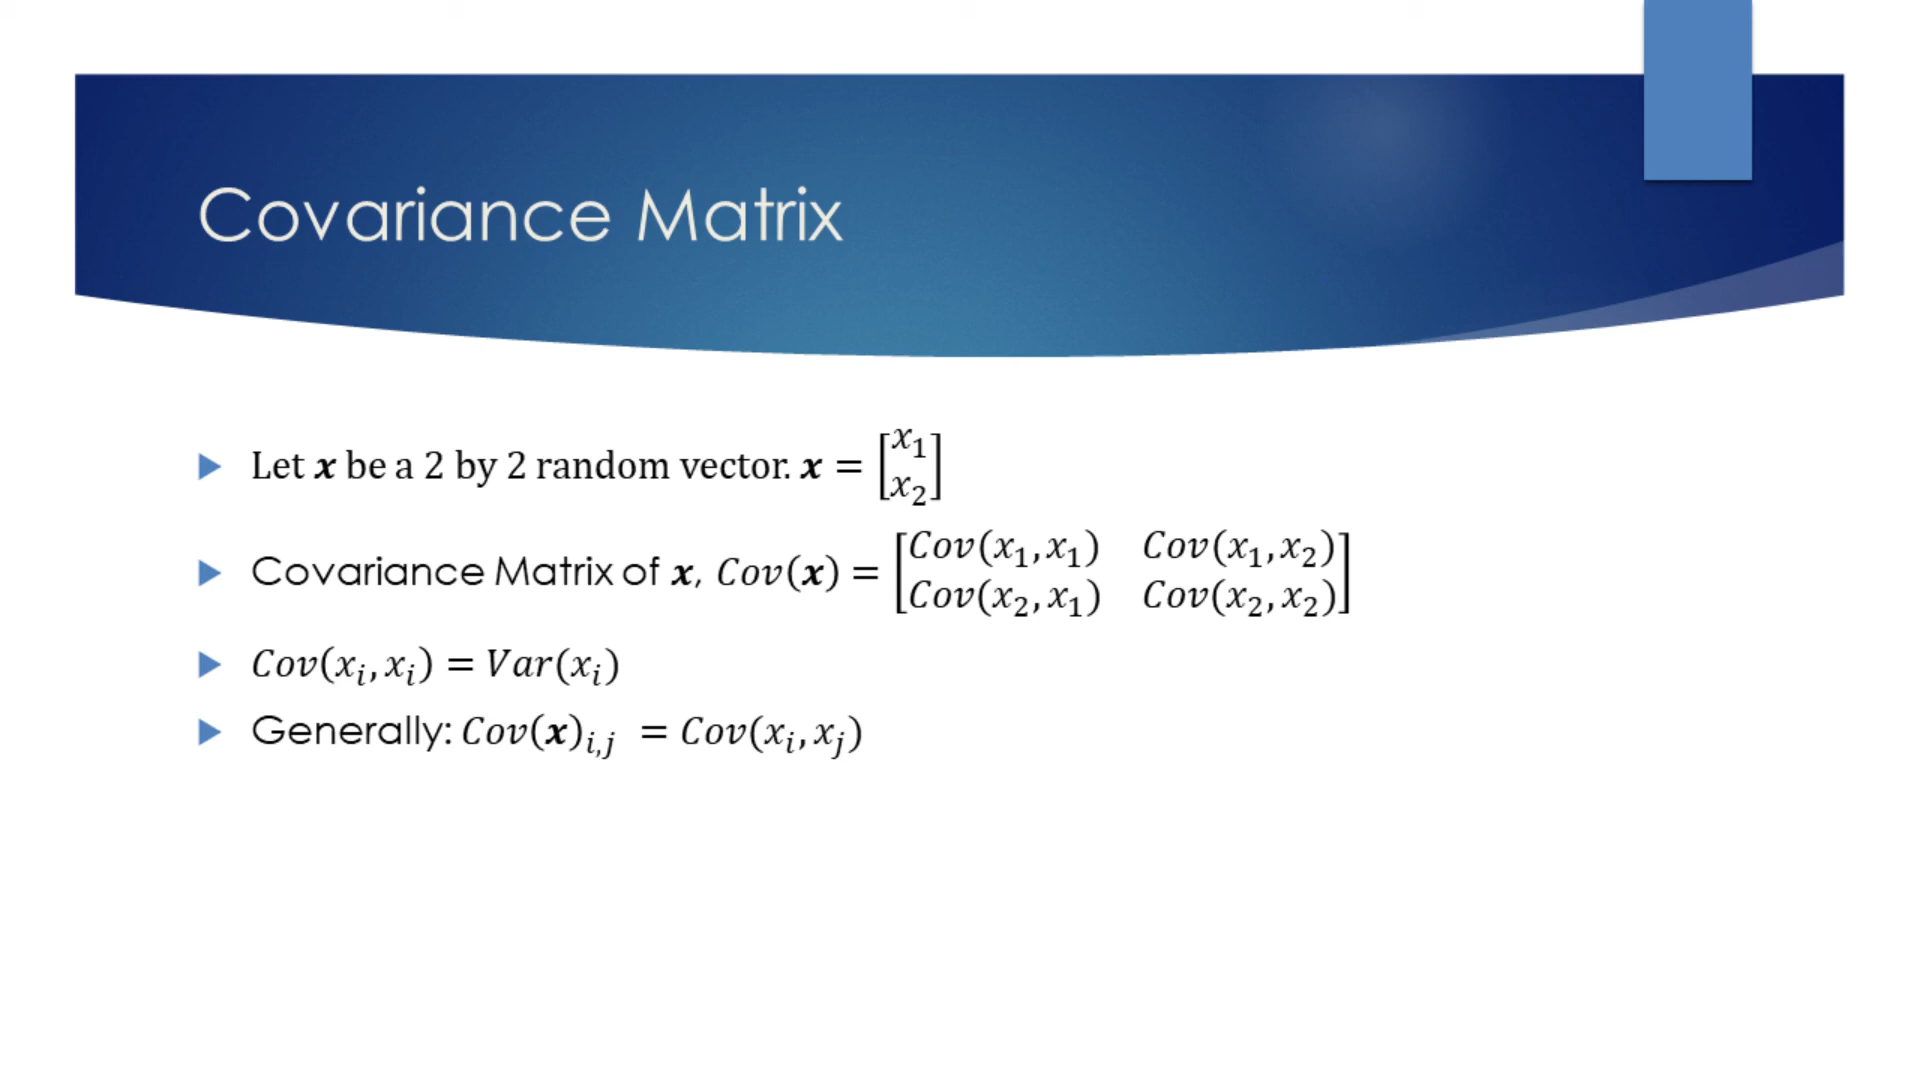 Covariance Matrix
Let x be a 2 by 2 random vector. x = [x₁ x₂]
Covariance Matrix of x, Cov(x) = [Cov(x₁,x₁) Cov(x₁,x₂) Cov(x₂,x₁) Cov(x₂,x₂)]
Cov(xᵢ,xᵢ) = Var(xᵢ)
Generally: Cov(x)ᵢ,ⱼ = Cov(xᵢ,xⱼ)